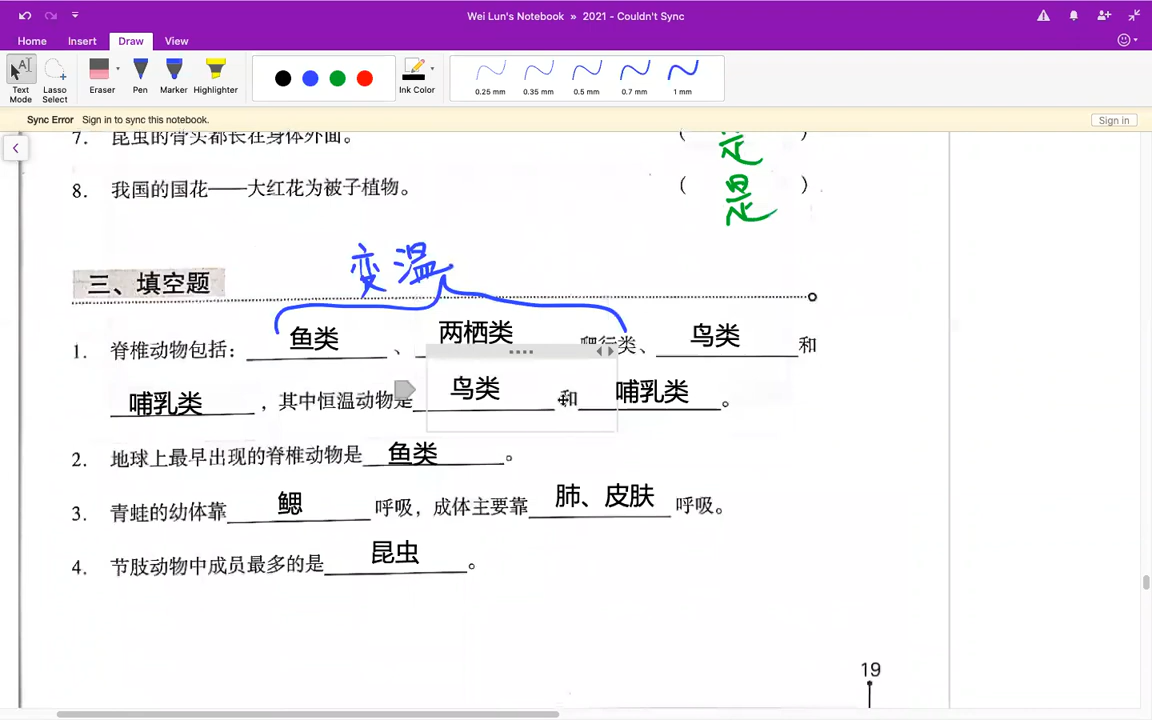 Wei Lun's Notebook » 2021 - Couldn't Sync
Home Insert Draw View
Text Mode Lasso Select Eraser Pen Marker Highlighter Ink Color 0.25 mm 0.35 mm 0.5 mm 0.7 mm 1 mm
Sync Error Sign in to sync this notebook. Sign in
7. 昆虫的骨头都长在身体外面。 ( 是 )
8. 我国的国花——大红花为被子植物。 ( 是 )
变温
三、填空题
1. 脊椎动物包括: 鱼类 、 两栖类 爬行类、 鸟类 和
哺乳类 ,其中恒温动物是 鸟类 和 哺乳类 。
2. 地球上最早出现的脊椎动物是 鱼类 。
3. 青蛙的幼体靠 鳃 呼吸,成体主要靠 肺、皮肤 呼吸。
4. 节肢动物中成员最多的是 昆虫 。
19